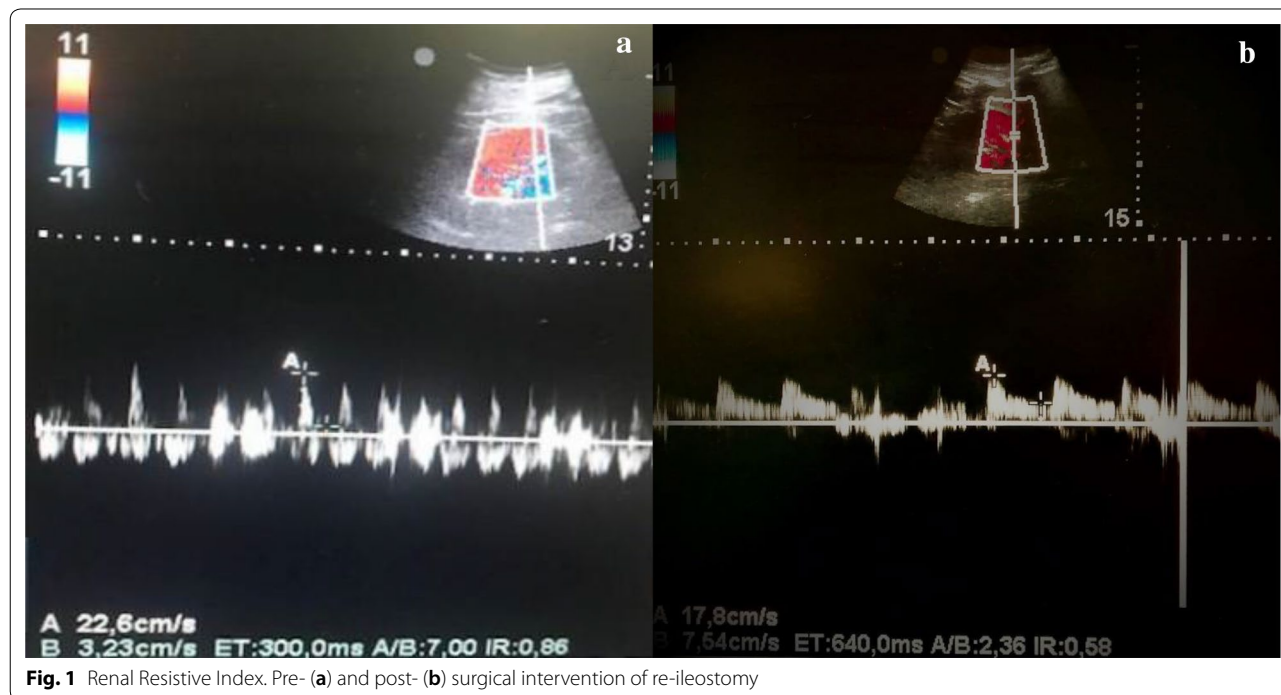 11
a
-11
13
A
A 22,6cm/s
B 3,23cm/s ET:300,0ms A/B:7,00 IR:0,86
11
b
-11
15
A
A 17,8cm/s
B 7,54cm/s ET:640,0ms A/B:2,36 IR:0,58
Fig. 1 Renal Resistive Index. Pre- (a) and post- (b) surgical intervention of re-ileostomy